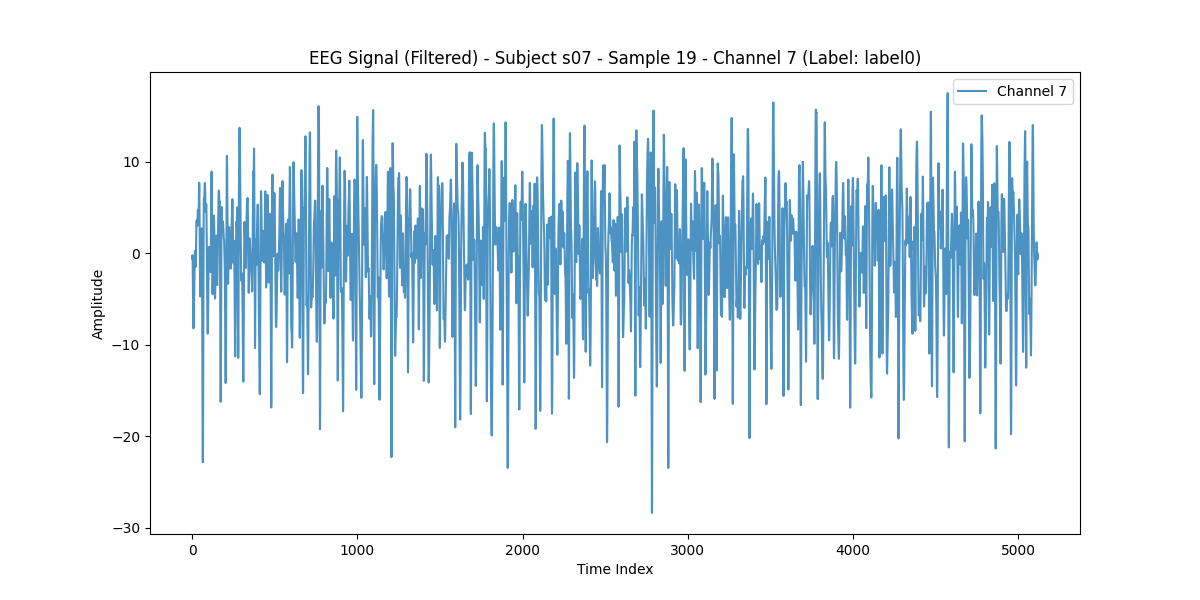 EEG Signal (Filtered) - Subject s07 - Sample 19 - Channel 7 (Label: label0)
Channel 7
Amplitude
10
0
−10
−20
−30
0 1000 2000 3000 4000 5000
Time Index